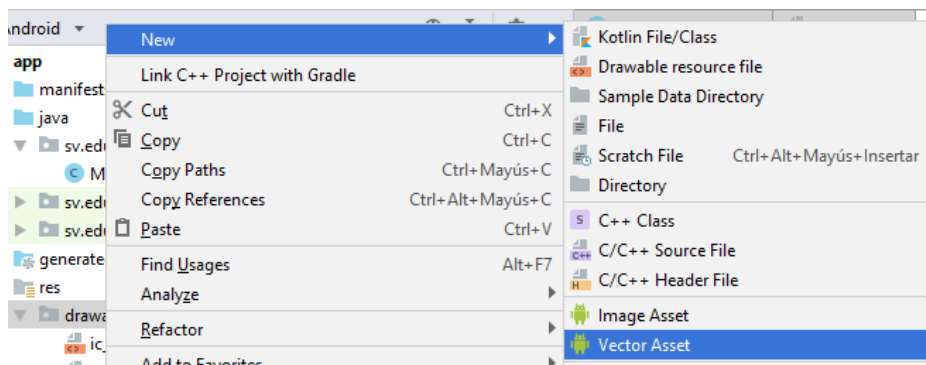 Android
app
manifest
java
sv.edu
M
sv.edu
sv.edu
generate
res
drawa
ic_
New
Link C++ Project with Gradle
Cut Ctrl+X
Copy Ctrl+C
Copy Paths Ctrl+Mayús+C
Copy References Ctrl+Alt+Mayús+C
Paste Ctrl+V
Find Usages Alt+F7
Analyze
Refactor
Add to Favorites
Kotlin File/Class
Drawable resource file
Sample Data Directory
File
Scratch File Ctrl+Alt+Mayús+Insertar
Directory
S C++ Class
C/C++ Source File
C/C++ Header File
Image Asset
Vector Asset